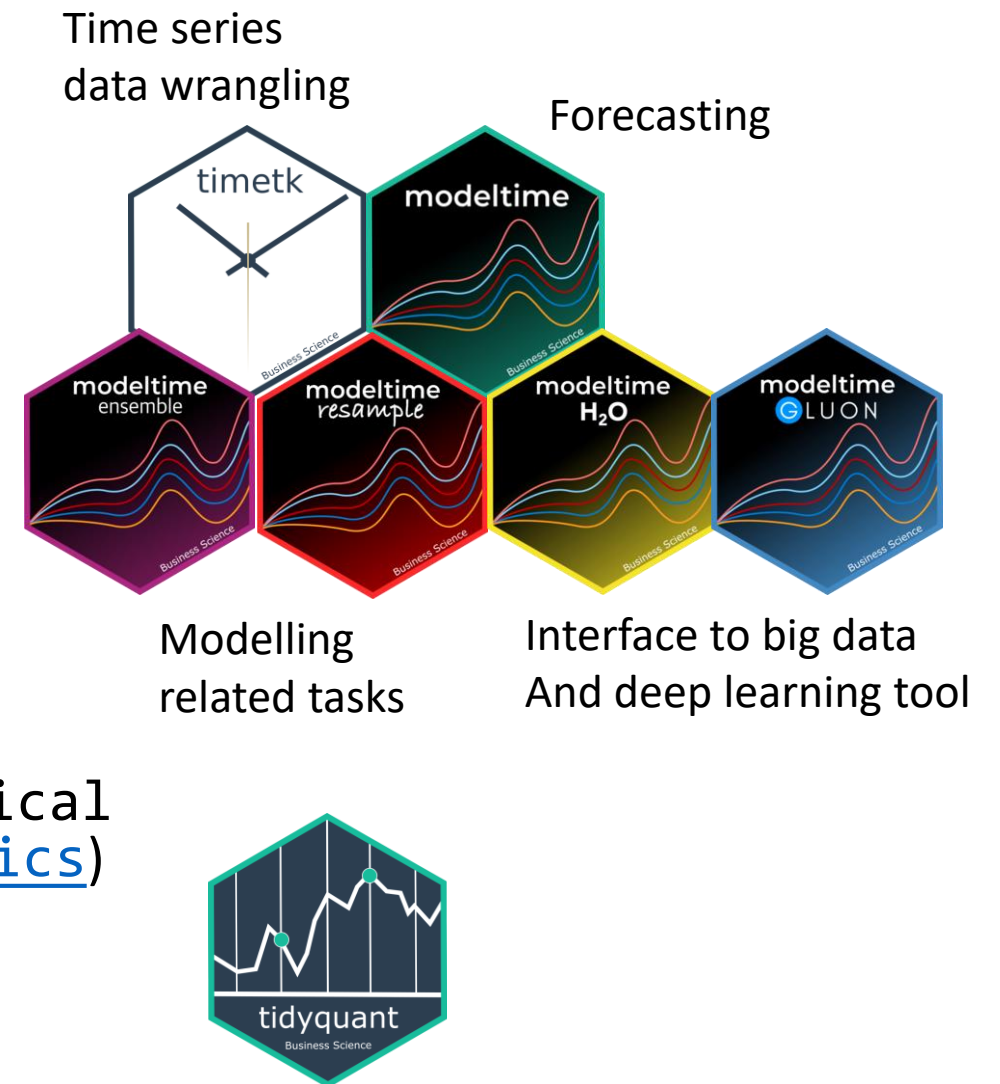 Time series
data wrangling
Forecasting
timetk
Business Science
modeltime
Business Science
modeltime
ensemble
Business Science
modeltime
resample
Business Science
modeltime
H₂O
Business Science
modeltime
GLUON
Business Science
Modelling
related tasks
Interface to big data
And deep learning tool
ical
ics)
tidyquant
Business Science